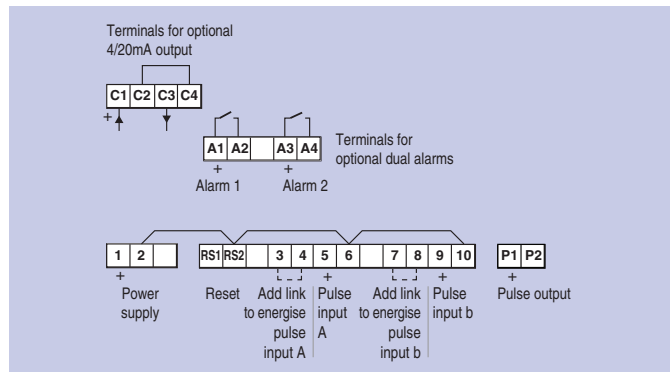 Terminals for optional
4/20mA output
C1 C2 C3 C4
+
A1 A2 A3 A4
Terminals for
optional dual alarms
+ +
Alarm 1 Alarm 2
1 2 RS1 RS2 3 4 5 6 7 8 9 10 P1 P2
+ + + +
Power Reset Add link Pulse Add link Pulse Pulse output
supply to energise input to energise input b
pulse A pulse
input A input b